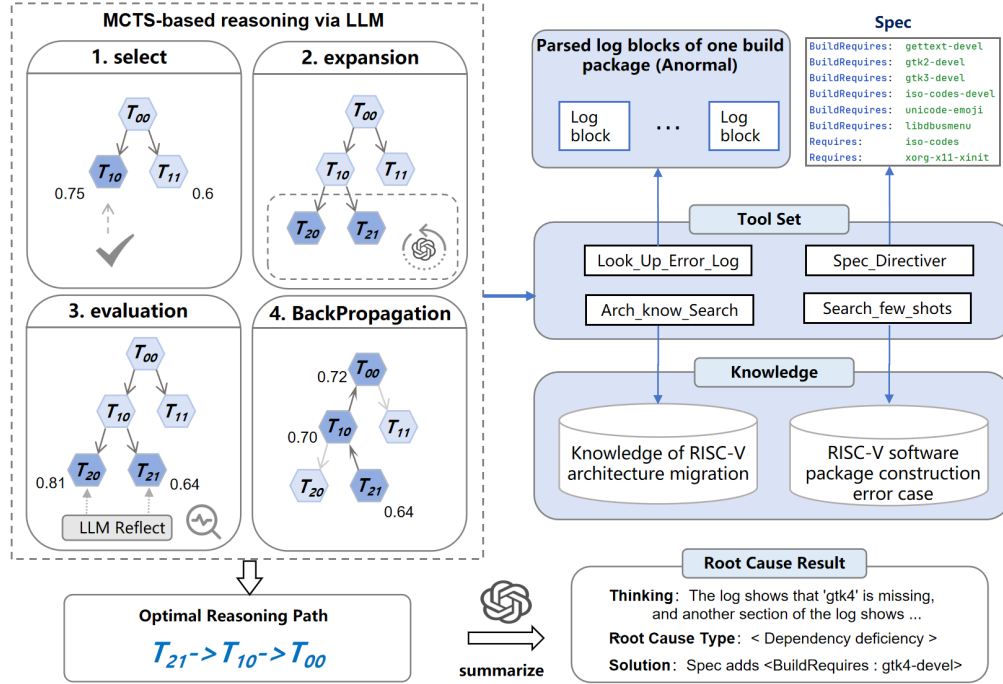 MCTS-based reasoning via LLM
1. select
T00
T10
T11
0.75
0.6
2. expansion
T00
T10
T11
T20
T21
3. evaluation
T00
T10
T11
T20
T21
0.81
0.64
LLM Reflect
4. BackPropagation
0.72
T00
0.70
T10
T11
T20
T21
0.64
Optimal Reasoning Path
T21->T10->T00
summarize
Parsed log blocks of one build
package (Anormal)
Log
block
...
Log
block
Spec
BuildRequires: gettext-devel
BuildRequires: gtk2-devel
BuildRequires: gtk3-devel
BuildRequires: iso-codes-devel
BuildRequires: unicode-emoji
BuildRequires: libdbusmenu
Requires: iso-codes
Requires: xorg-x11-xinit
Tool Set
Look_Up_Error_Log
Spec_Directiver
Arch_know_Search
Search_few_shots
Knowledge
Knowledge of RISC-V
architecture migration
RISC-V software
package construction
error case
Root Cause Result
Thinking: The log shows that 'gtk4' is missing,
and another section of the log shows ...
Root Cause Type: < Dependency deficiency >
Solution: Spec adds <BuildRequires : gtk4-devel>